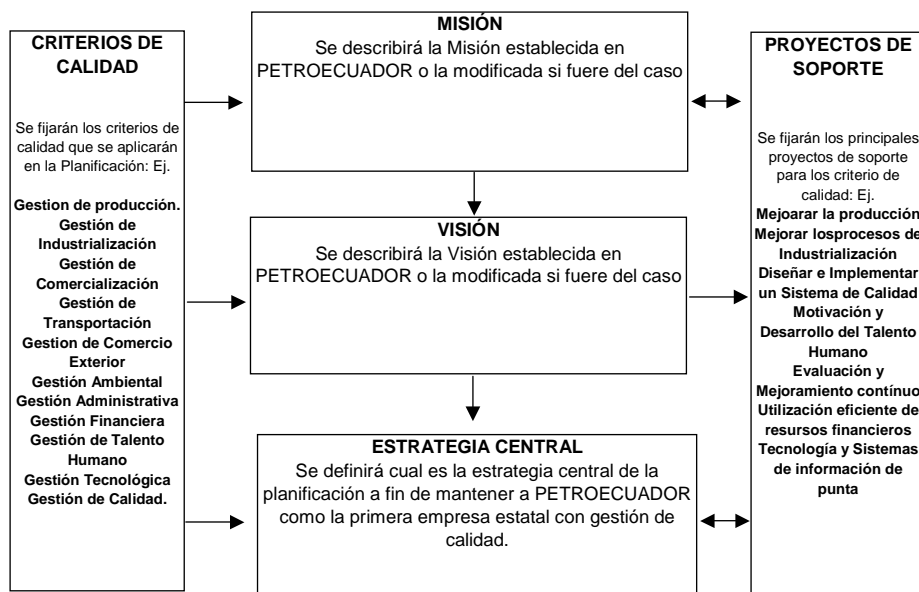 CRITERIOS DE
CALIDAD
Se fijarán los criterios de
calidad que se aplicarán
en la Planificación: Ej.
Gestion de producción.
Gestión de
Industrialización
Gestión de
Comercialización
Gestión de
Transportación
Gestion de Comercio
Exterior
Gestión Ambiental
Gestión Administrativa
Gestión Financiera
Gestión de Talento
Humano
Gestión Tecnológica
Gestión de Calidad.
MISIÓN
Se describirá la Misión establecida en
PETROECUADOR o la modificada si fuere del caso
VISIÓN
Se describirá la Visión establecida en
PETROECUADOR o la modificada si fuere del caso
ESTRATEGIA CENTRAL
Se definirá cual es la estrategia central de la
planificación a fin de mantener a PETROECUADOR
como la primera empresa estatal con gestión de
calidad.
PROYECTOS DE
SOPORTE
Se fijarán los principales
proyectos de soporte
para los criterio de
calidad: Ej.
Mejoarar la producción
Mejorar losprocesos de
Industrialización
Diseñar e Implementar
un Sistema de Calidad
Motivación y
Desarrollo del Talento
Humano
Evaluación y
Mejoramiento contínuo
Utilización eficiente de
resursos financieros
Tecnología y Sistemas
de información de
punta